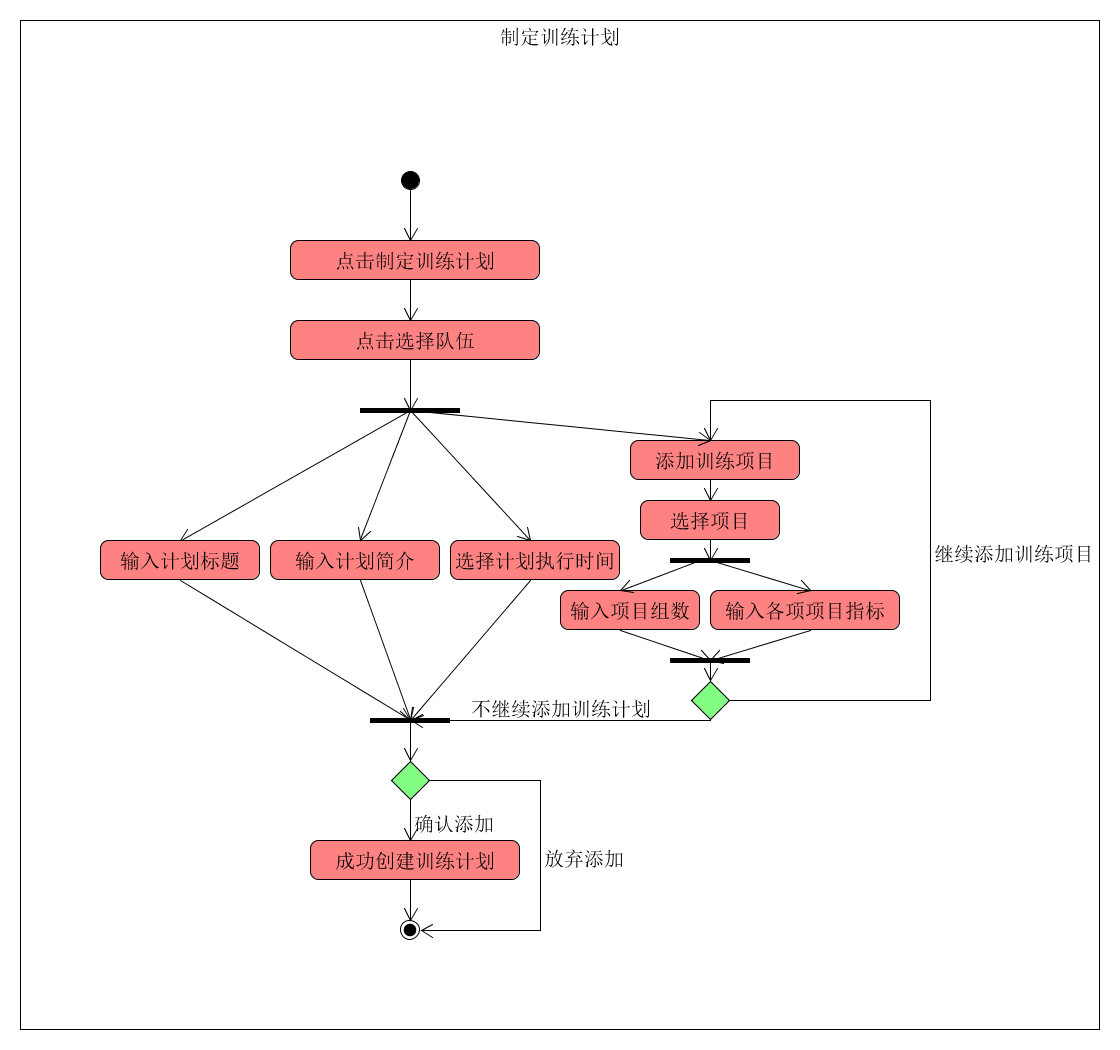 制定训练计划
点击制定训练计划
点击选择队伍
添加训练项目
选择项目
继续添加训练项目
输入计划标题
输入计划简介
选择计划执行时间
输入项目组数
输入各项项目指标
不继续添加训练计划
确认添加
成功创建训练计划
放弃添加